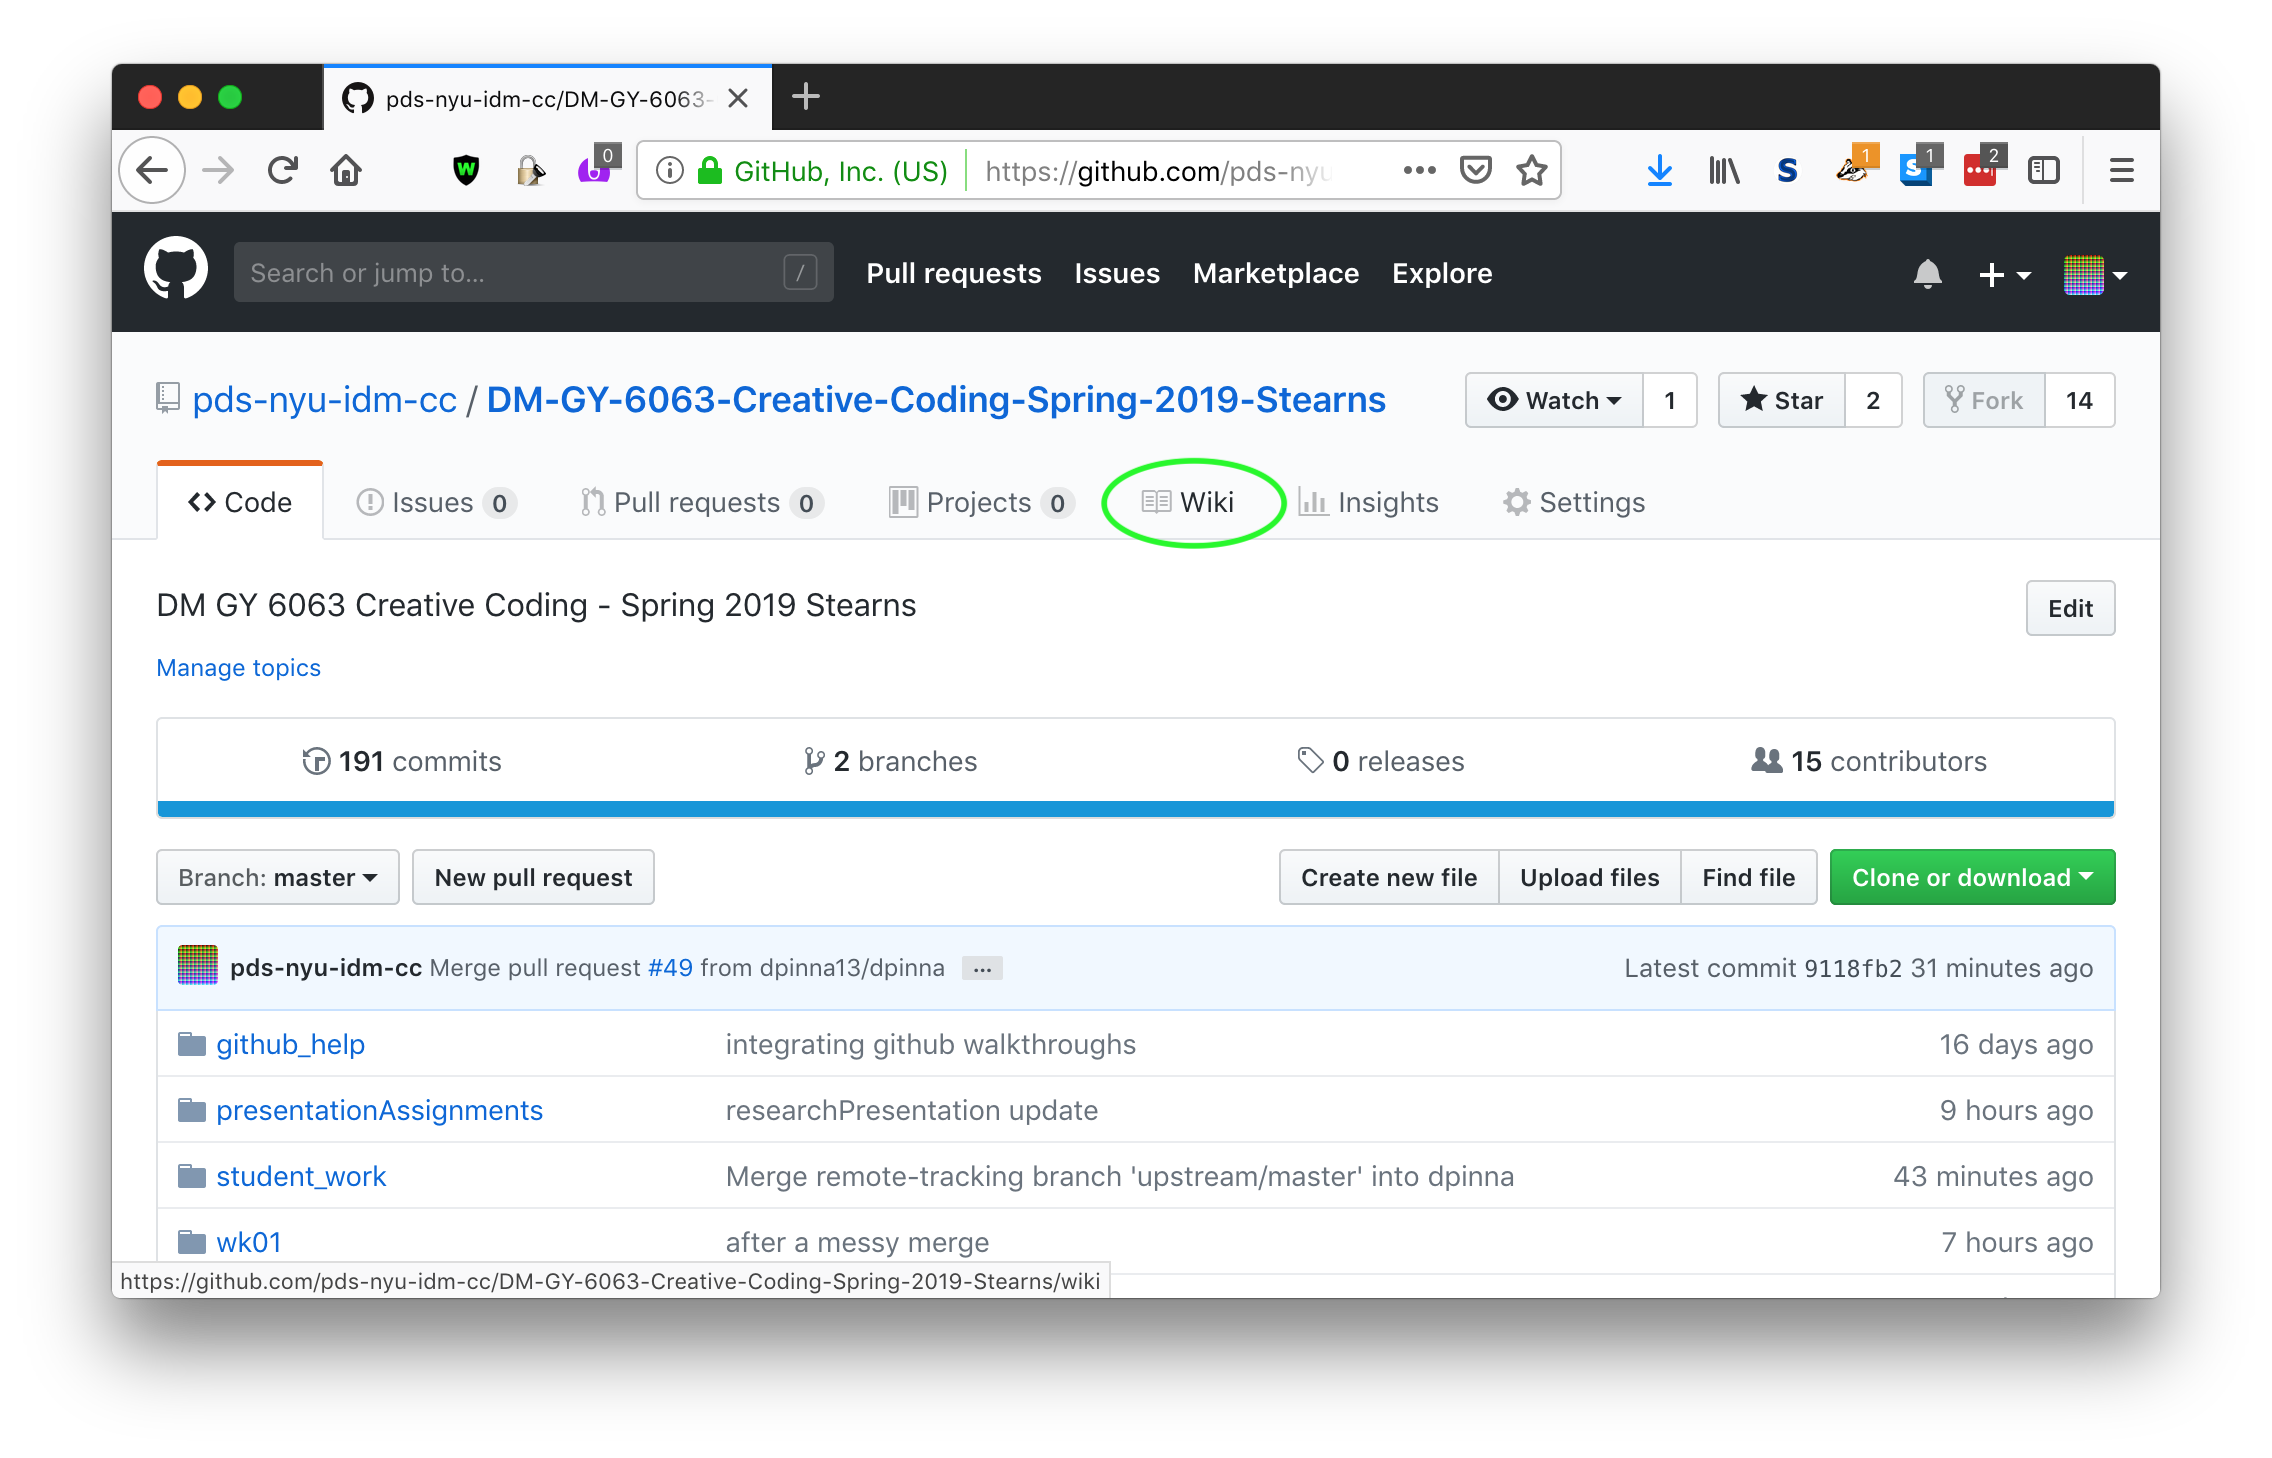 pds-nyu-idm-cc/DM-GY-6063-
0
GitHub, Inc. (US)
https://github.com/pds-nyu
S
1
S 1
2
Search or jump to... /
Pull requests Issues Marketplace Explore
pds-nyu-idm-cc / DM-GY-6063-Creative-Coding-Spring-2019-Stearns
Watch 1
Star 2
Fork 14
Code
Issues 0
Pull requests 0
Projects 0
Wiki
Insights
Settings
DM GY 6063 Creative Coding - Spring 2019 Stearns
Edit
Manage topics
191 commits
2 branches
0 releases
15 contributors
Branch: master
New pull request
Create new file
Upload files
Find file
Clone or download
pds-nyu-idm-cc Merge pull request #49 from dpinna13/dpinna ...
Latest commit 9118fb2 31 minutes ago
github_help integrating github walkthroughs 16 days ago
presentationAssignments researchPresentation update 9 hours ago
student_work Merge remote-tracking branch 'upstream/master' into dpinna 43 minutes ago
wk01 after a messy merge 7 hours ago
https://github.com/pds-nyu-idm-cc/DM-GY-6063-Creative-Coding-Spring-2019-Stearns/wiki